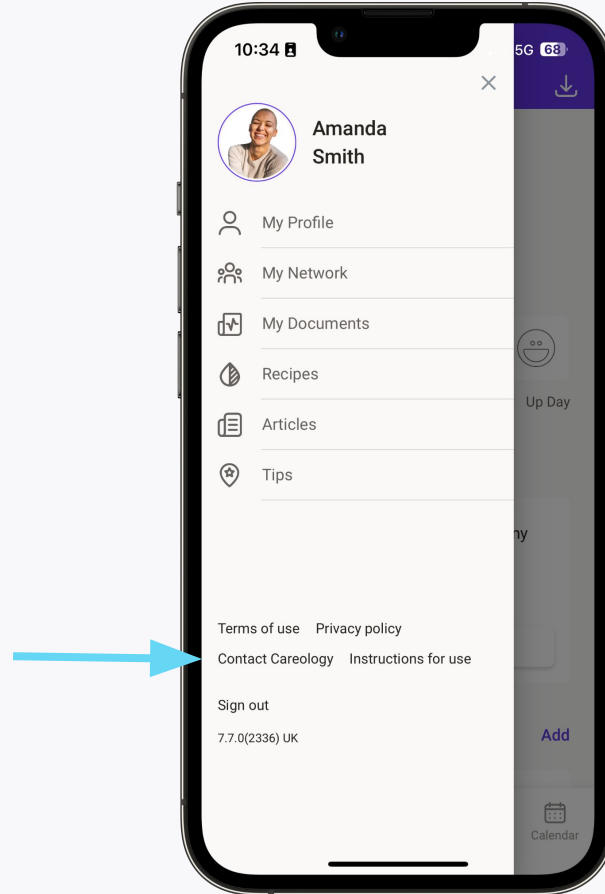 10:34
5G 68
Amanda
Smith
My Profile
My Network
My Documents
Recipes
Up Day
Articles
Tips
ny
Terms of use Privacy policy
Contact Careology Instructions for use
Sign out
7.7.0(2336) UK
Add
Calendar